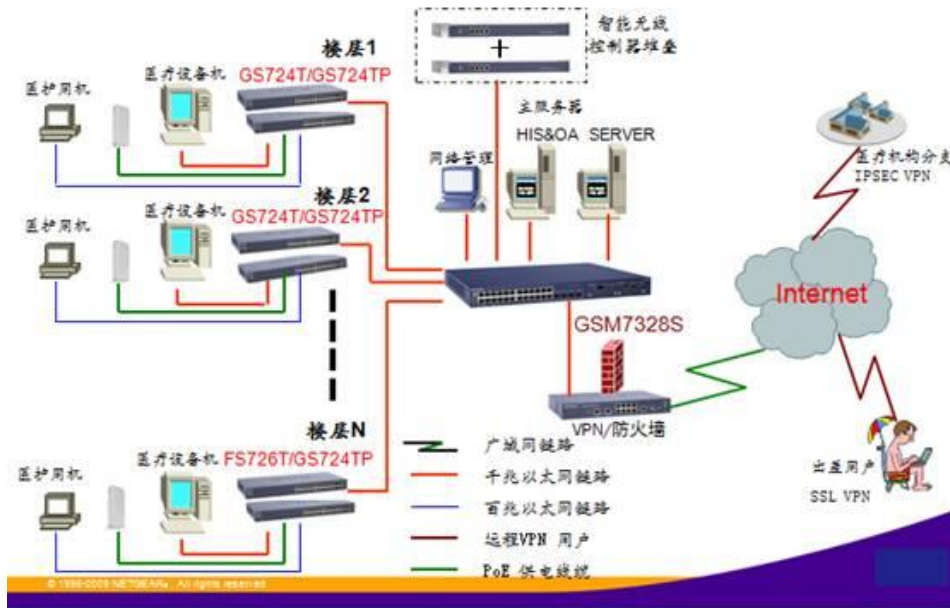 楼层1
GS724T/GS724TP
医护用机
医疗设备机
智能无线
控制器堆叠
主服务器
HIS&OA SERVER
网络管理
医疗机构分支
IPSEC VPN
楼层2
GS724T/GS724TP
医护用机
医疗设备机
Internet
GSM7328S
VPN/防火墙
楼层N
FS726T/GS724TP
医护用机
医疗设备机
出差用户
SSL VPN
广域网链路
千兆以太网链路
百兆以太网链路
远程VPN 用户
PoE 供电线缆
© 1996-2009 NETGEAR® . All rights reserved